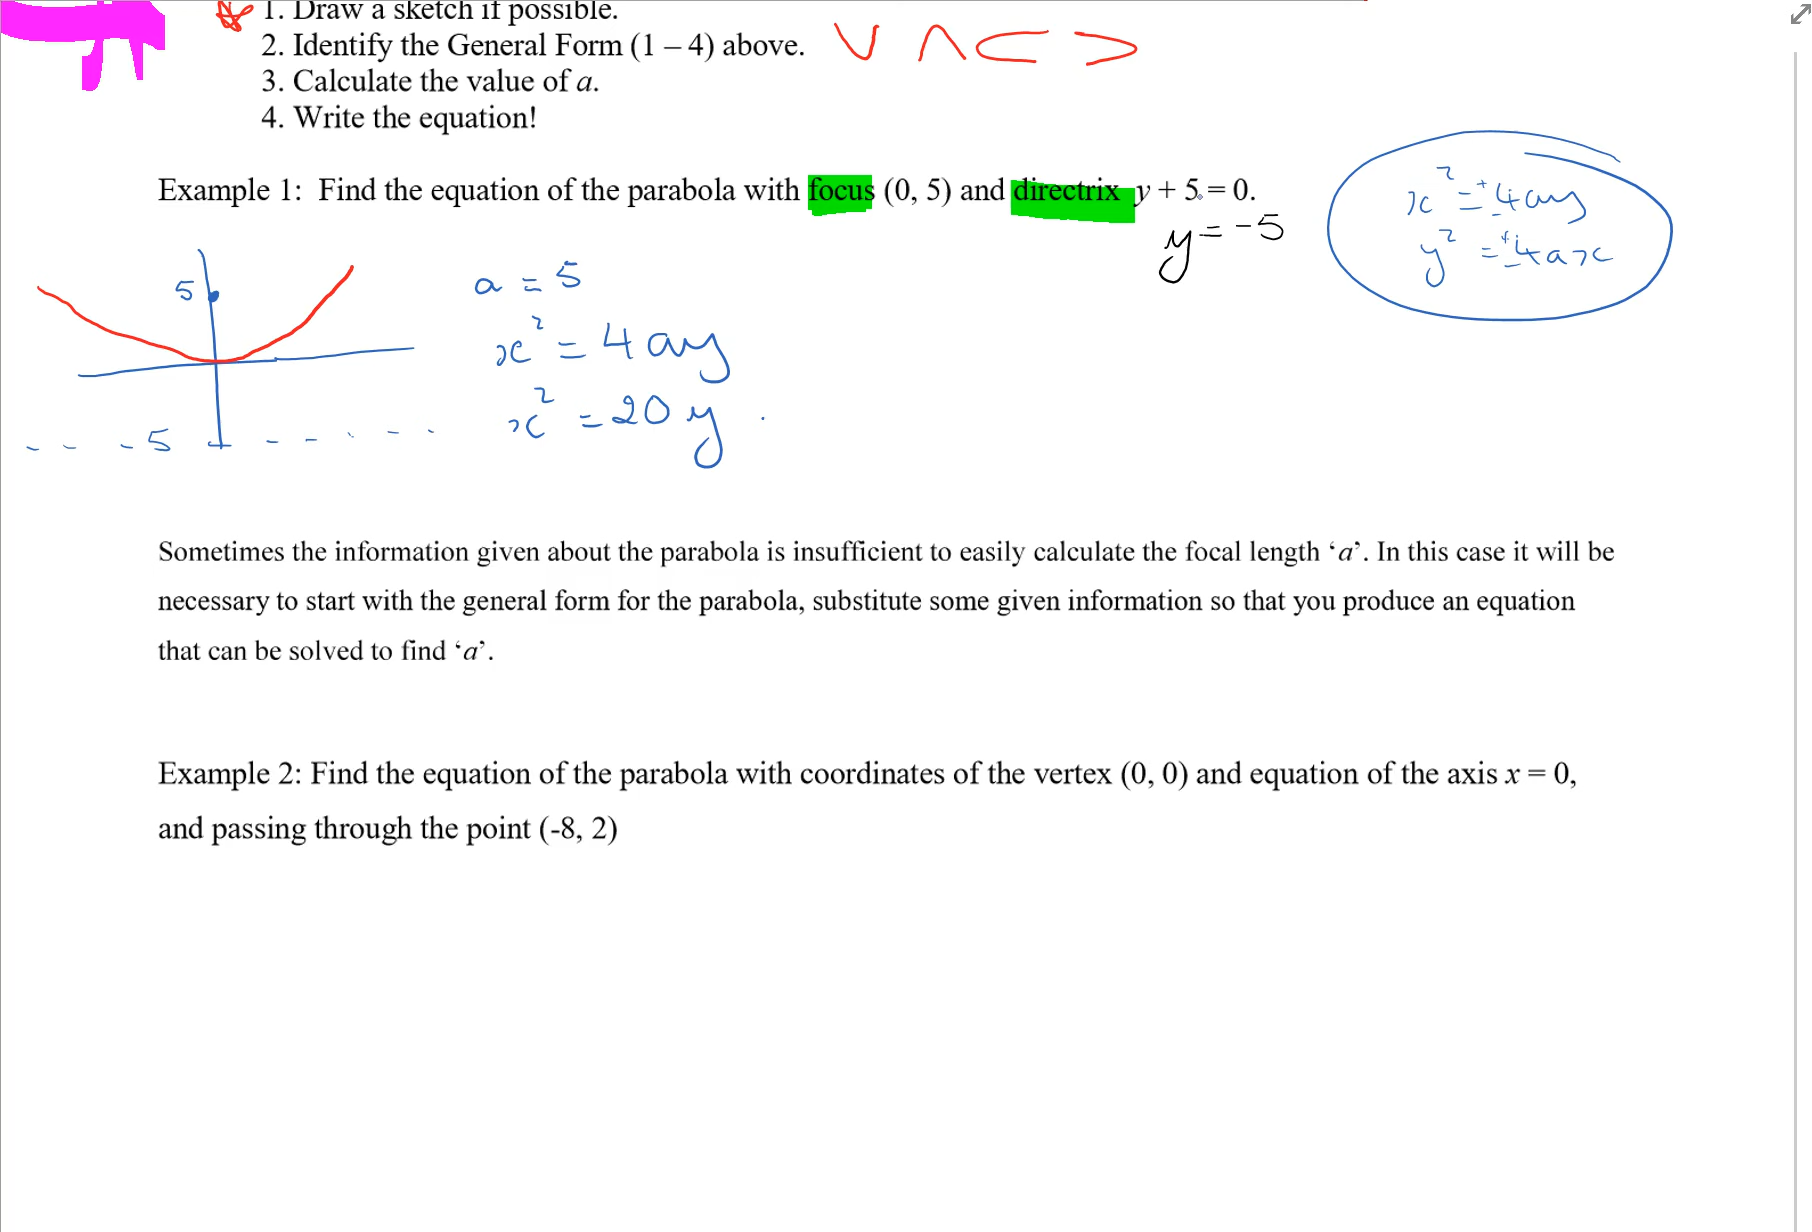 1. Draw a sketch if possible.
2. Identify the General Form (1 – 4) above.
3. Calculate the value of a.
4. Write the equation!
Example 1: Find the equation of the parabola with focus (0, 5) and directrix y + 5 = 0.
y = -5
x² = ±4ay
y² = ±4ax
5
a = 5
x² = 4ay
x² = 20y
-5
Sometimes the information given about the parabola is insufficient to easily calculate the focal length ‘a’. In this case it will be
necessary to start with the general form for the parabola, substitute some given information so that you produce an equation
that can be solved to find ‘a’.
Example 2: Find the equation of the parabola with coordinates of the vertex (0, 0) and equation of the axis x = 0,
and passing through the point (-8, 2)